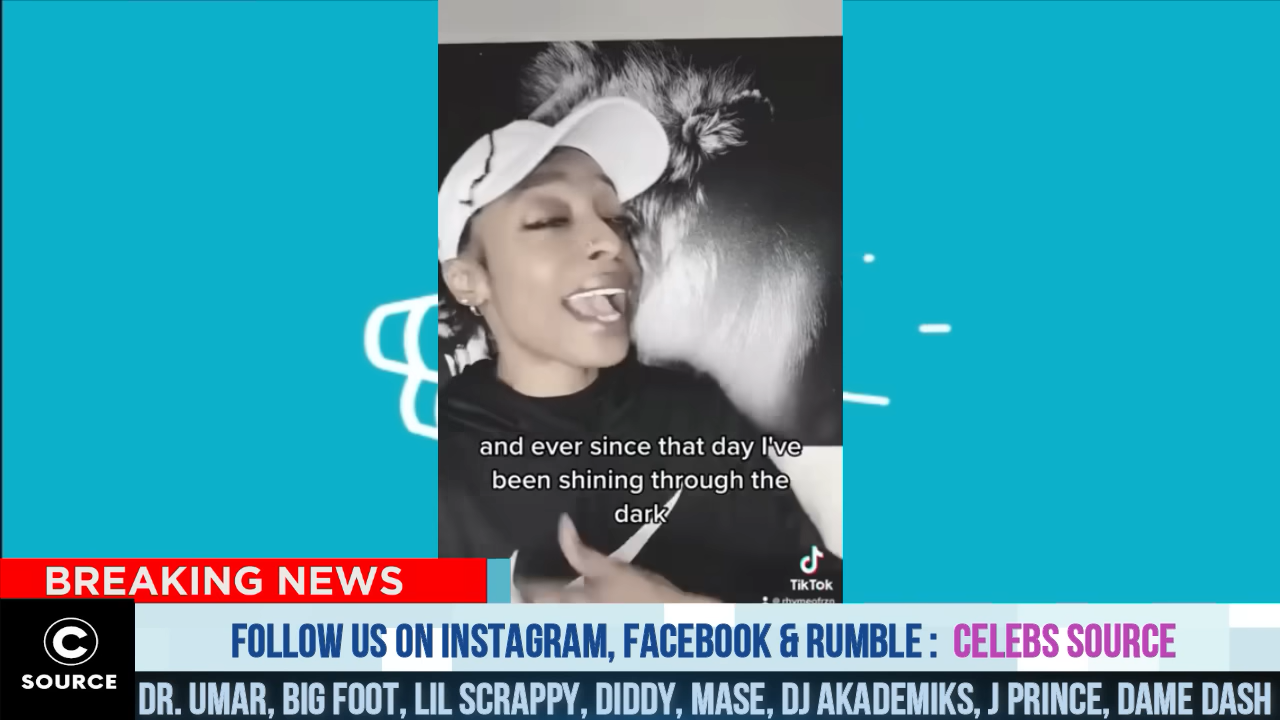 and ever since that day I've
been shining through the
dark
TikTok
BREAKING NEWS
C
SOURCE
FOLLOW US ON INSTAGRAM, FACEBOOK & RUMBLE : CELEBS SOURCE
DR. UMAR, BIG FOOT, LIL SCRAPPY, DIDDY, MASE, DJ AKADEMIKS, J PRINCE, DAME DASH